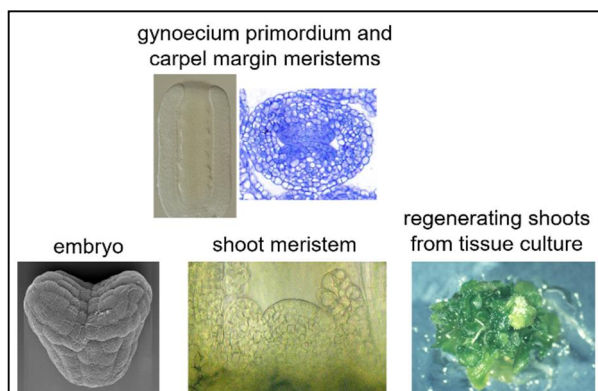 gynoecium primordium and
carpel margin meristems
embryo
shoot meristem
regenerating shoots
from tissue culture